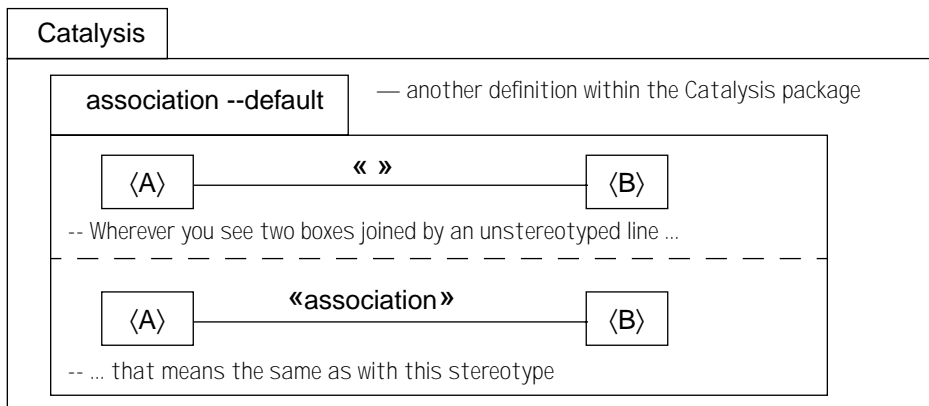 Catalysis
association --default
— another definition within the Catalysis package
« »
〈A〉 〈B〉
-- Wherever you see two boxes joined by an unstereotyped line ...
«association»
〈A〉 〈B〉
-- ... that means the same as with this stereotype